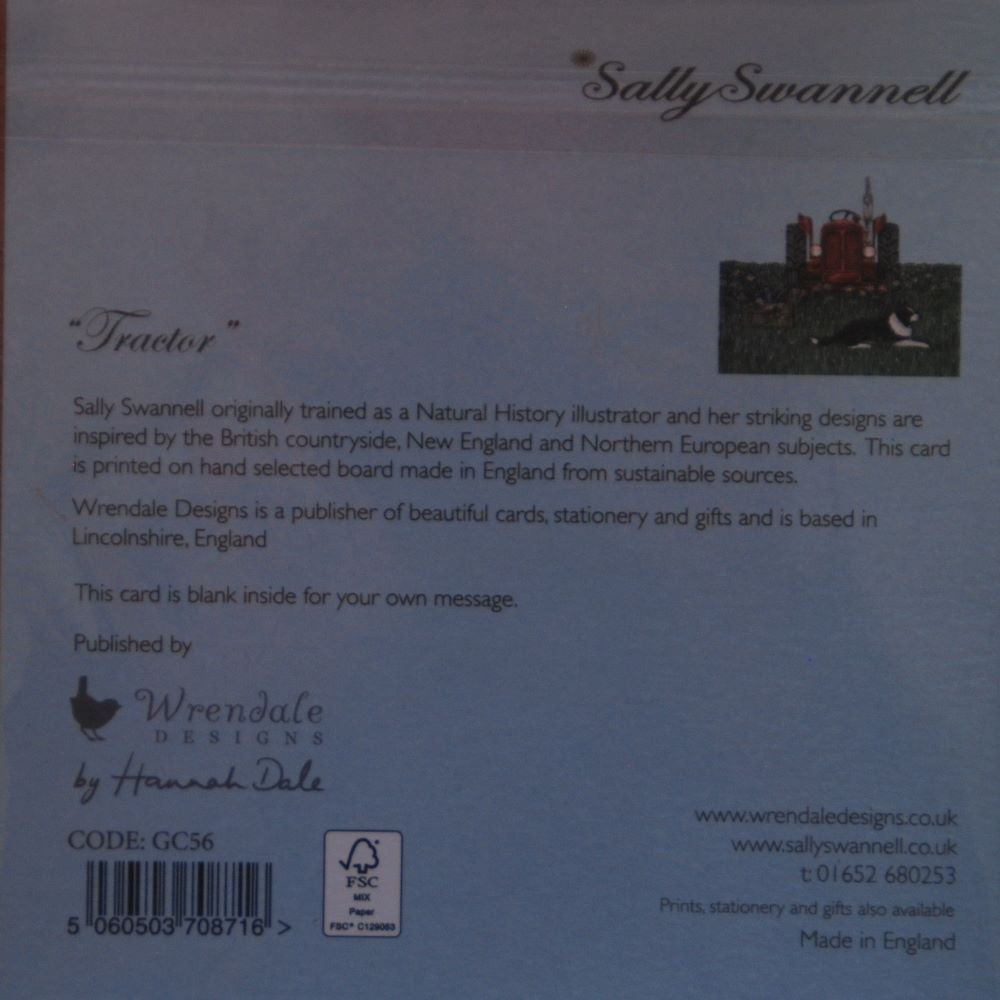 Sally Swannell
"Tractor"
Sally Swannell originally trained as a Natural History illustrator and her striking designs are
inspired by the British countryside, New England and Northern European subjects. This card
is printed on hand selected board made in England from sustainable sources.
Wrendale Designs is a publisher of beautiful cards, stationery and gifts and is based in
Lincolnshire, England
This card is blank inside for your own message.
Published by
Wrendale
DESIGNS
by Hannah Dale
CODE: GC56
5 060503 708716 >
FSC
MIX
Paper
FSC® C129063
www.wrendaledesigns.co.uk
www.sallyswannell.co.uk
t: 01652 680253
Prints, stationery and gifts also available
Made in England